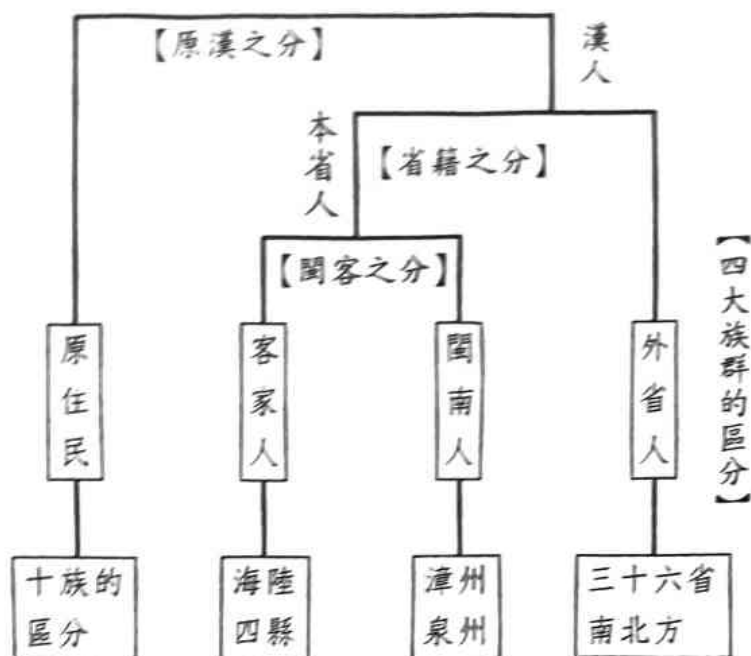 【原漢之分】
漢人
本省人
【省籍之分】
【閩客之分】
【四大族群的區分】
原住民
客家人
閩南人
外省人
十族的
區分
海陸
四縣
漳州
泉州
三十六省
南北方